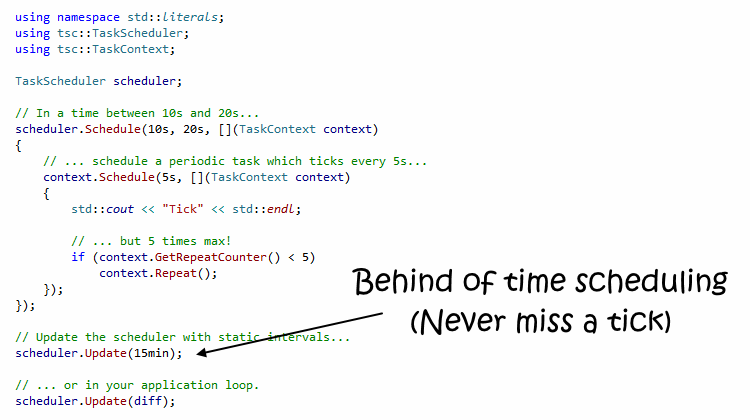 using namespace std::literals;
using tsc::TaskScheduler;
using tsc::TaskContext;

TaskScheduler scheduler;

// In a time between 10s and 20s...
scheduler.Schedule(10s, 20s, [](TaskContext context)
{
    // ... schedule a periodic task which ticks every 5s...
    context.Schedule(5s, [](TaskContext context)
    {
        std::cout << "Tick" << std::endl;

        // ... but 5 times max!
        if (context.GetRepeatCounter() < 5)
            context.Repeat();
    });
});

Behind of time scheduling
(Never miss a tick)

// Update the scheduler with static intervals...
scheduler.Update(15min);

// ... or in your application loop.
scheduler.Update(diff);